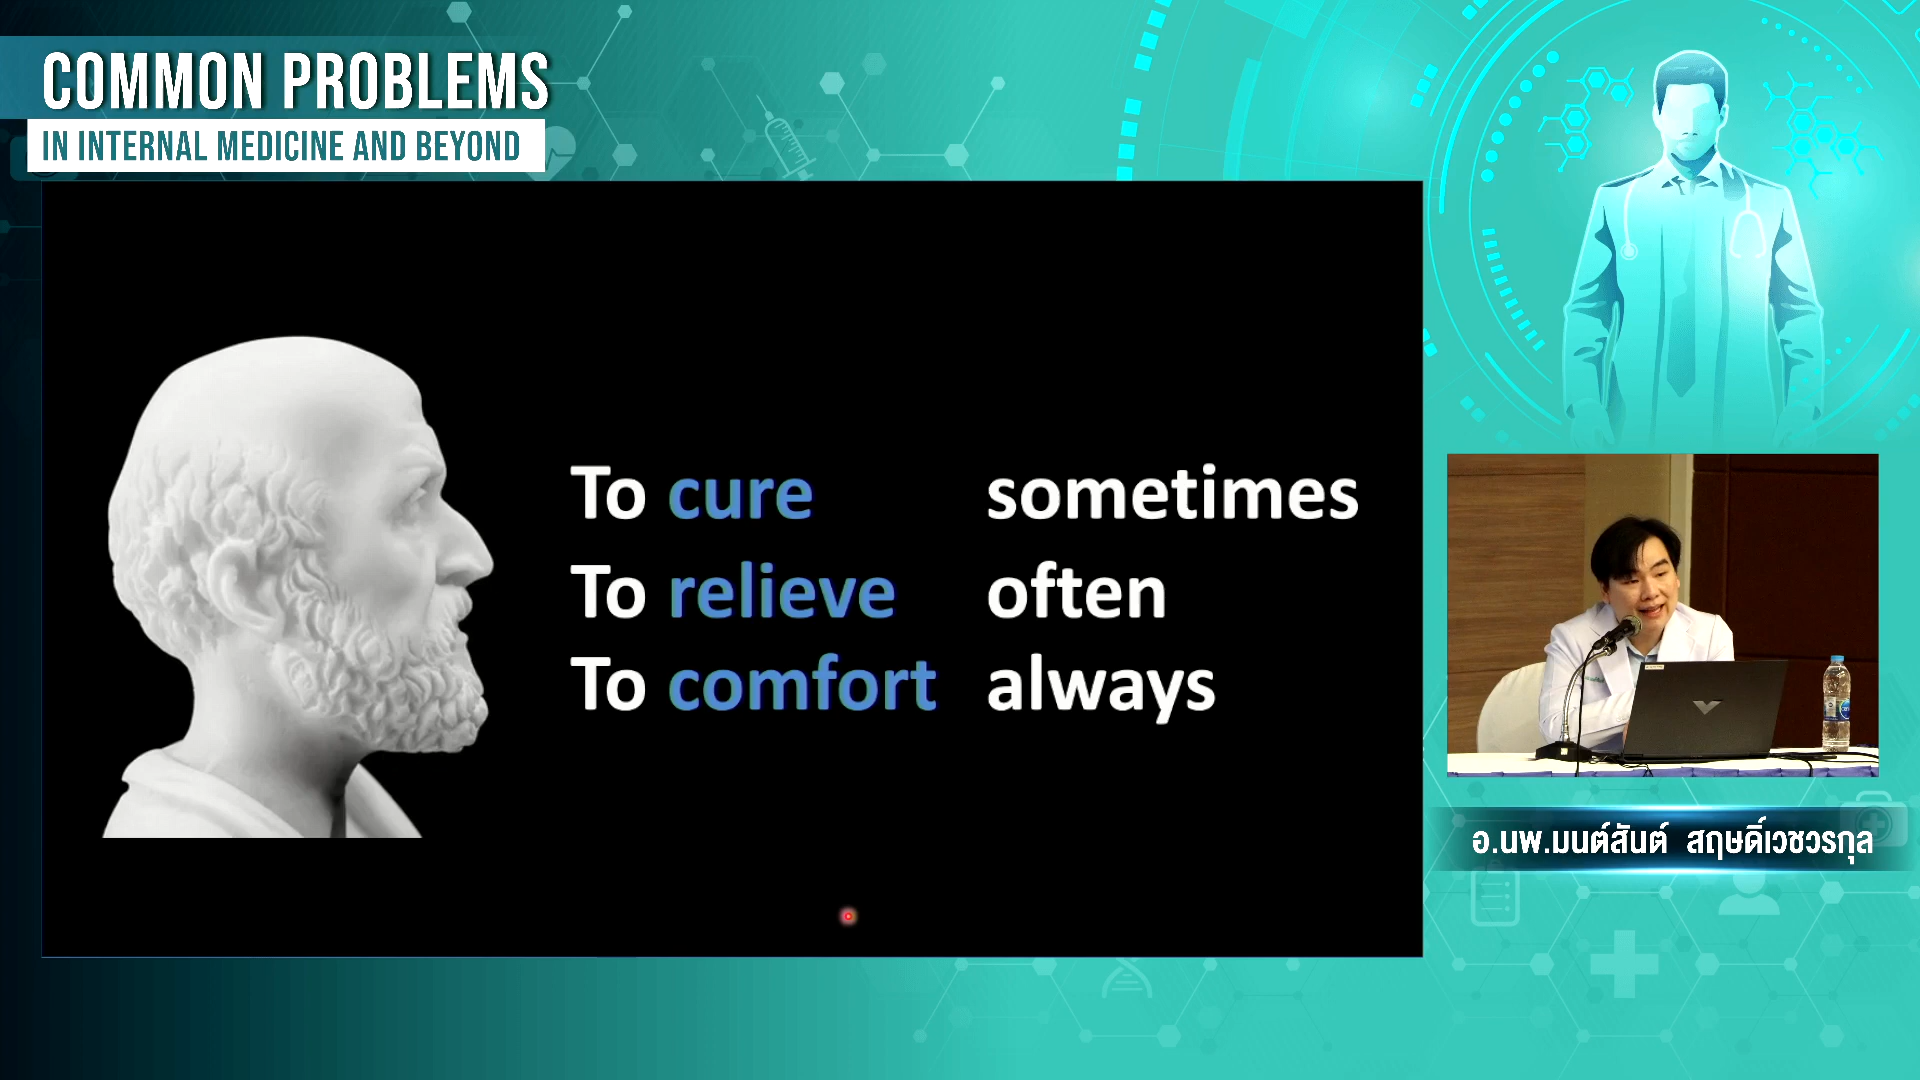 COMMON PROBLEMS
IN INTERNAL MEDICINE AND BEYOND
To cure sometimes
To relieve often
To comfort always
อ.นพ.มนต์สันต์ สฤษดิ์เวชวรกุล